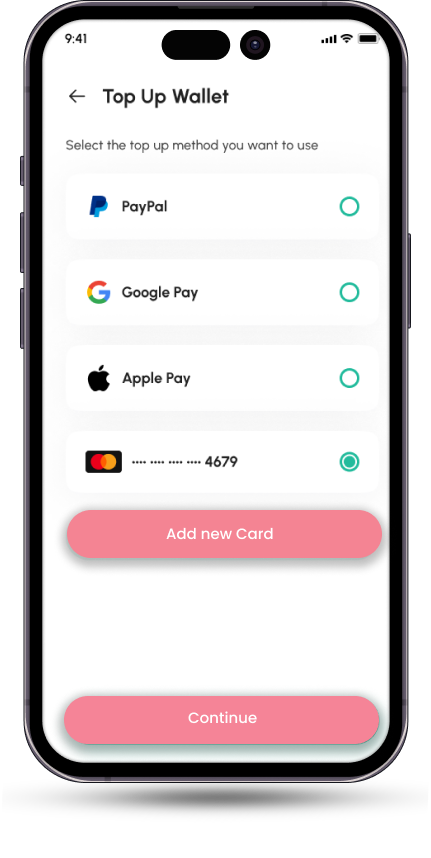 9:41
Top Up Wallet
Select the top up method you want to use
PayPal
Google Pay
Apple Pay
•••• •••• •••• •••• 4679
Add new Card
Continue